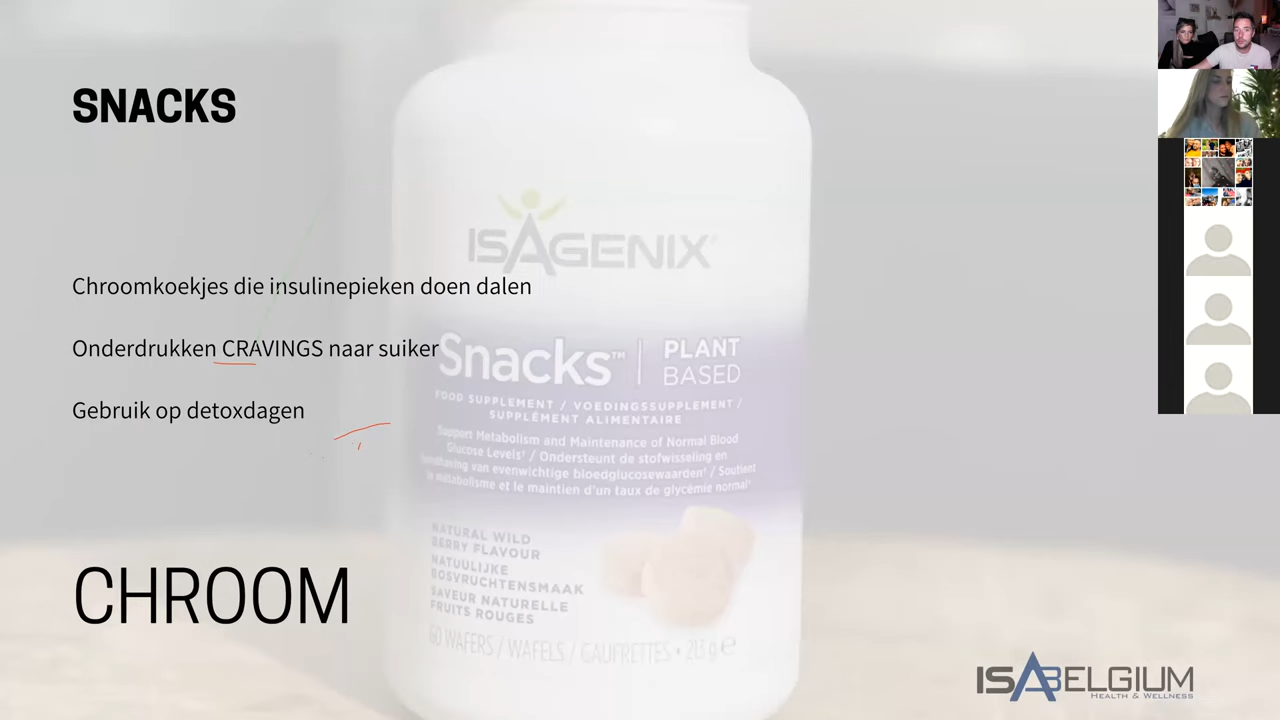 SNACKS
Chroomkoekjes die insulinepieken doen dalen
Onderdrukken CRAVINGS naar suiker
Gebruik op detoxdagen
CHROOM
ISAGENIX®
Snacks™ | PLANT BASED
FOOD SUPPLEMENT / VOEDINGSSUPPLEMENT /
SUPPLÉMENT ALIMENTAIRE
Support Metabolism and Maintenance of Normal Blood
Glucose Levels† / Ondersteunt de stofwisseling en
handhaving van evenwichtige bloedglucosewaarden† / Soutient
le métabolisme et le maintien d'un taux de glycémie normal†
NATURAL WILD
BERRY FLAVOUR
NATUULIJKE
BOSVRUCHTENSMAAK
SAVEUR NATURELLE
FRUITS ROUGES
60 WAFERS / WAFELS / GAUFRETTES • 213 g e
ISABELGIUM
HEALTH & WELLNESS